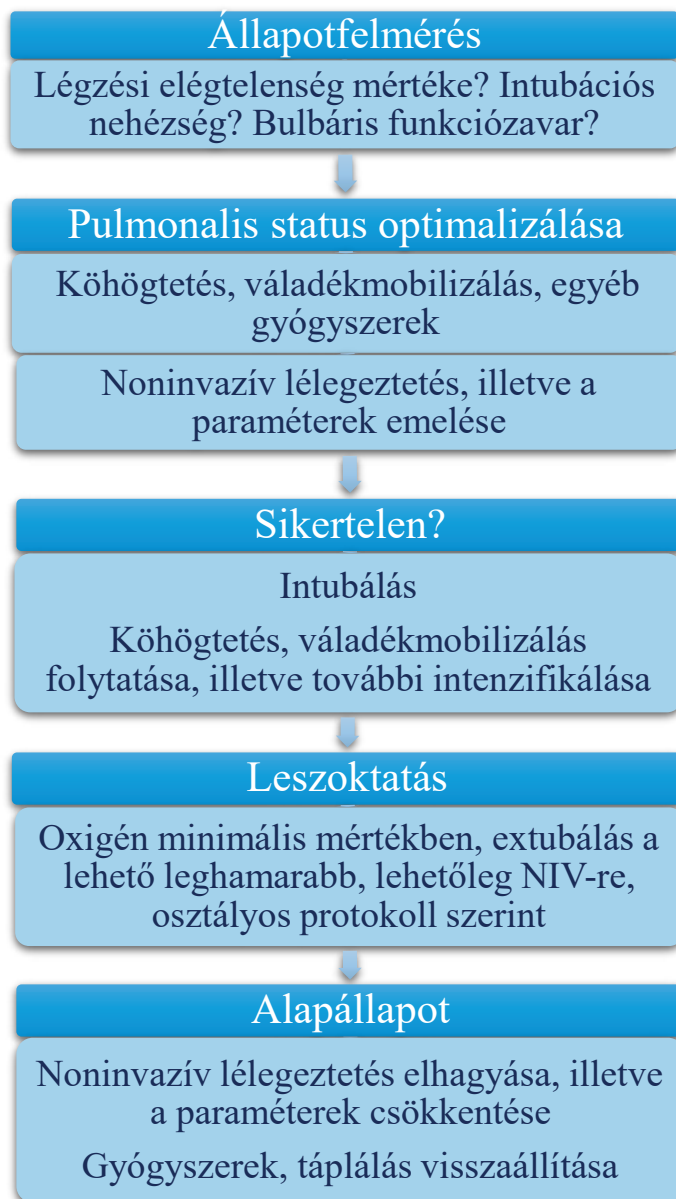 Állapotfelmérés
Légzési elégtelenség mértéke? Intubációs
nehézség? Bulbáris funkciózavar?
Pulmonalis status optimalizálása
Köhögtetés, váladékmobilizálás, egyéb
gyógyszerek
Noninvazív lélegeztetés, illetve a
paraméterek emelése
Sikertelen?
Intubálás
Köhögtetés, váladékmobilizálás
folytatása, illetve további intenzifikálása
Leszoktatás
Oxigén minimális mértékben, extubálás a
lehető leghamarabb, lehetőleg NIV-re,
osztályos protokoll szerint
Alapállapot
Noninvazív lélegeztetés elhagyása, illetve
a paraméterek csökkentése
Gyógyszerek, táplálás visszaállítása